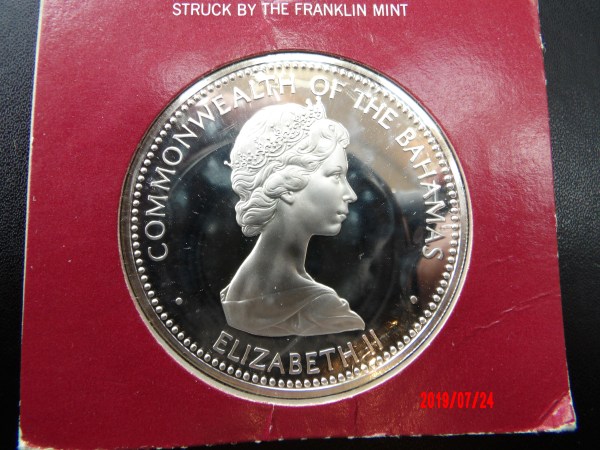 STRUCK BY THE FRANKLIN MINT
COMMONWEALTH OF THE BAHAMAS
ELIZABETH II
2019/07/24